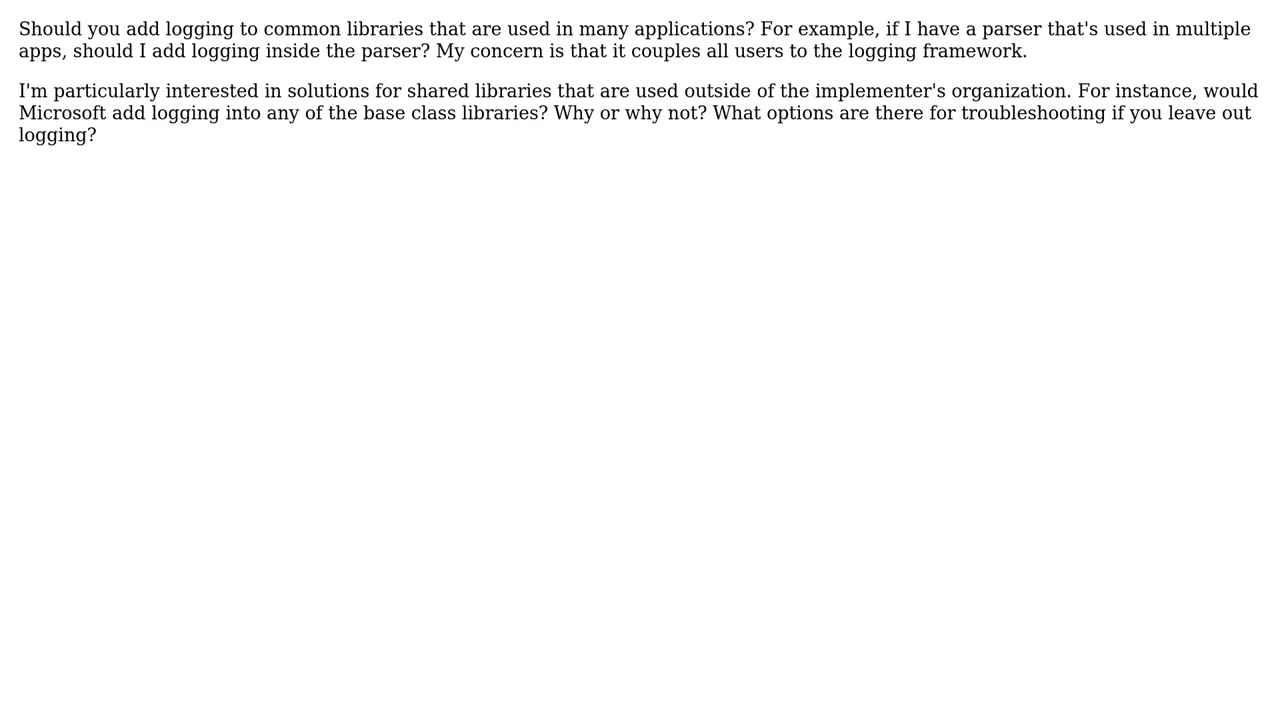 Should you add logging to common libraries that are used in many applications? For example, if I have a parser that's used in multiple
apps, should I add logging inside the parser? My concern is that it couples all users to the logging framework.
I'm particularly interested in solutions for shared libraries that are used outside of the implementer's organization. For instance, would
Microsoft add logging into any of the base class libraries? Why or why not? What options are there for troubleshooting if you leave out
logging?